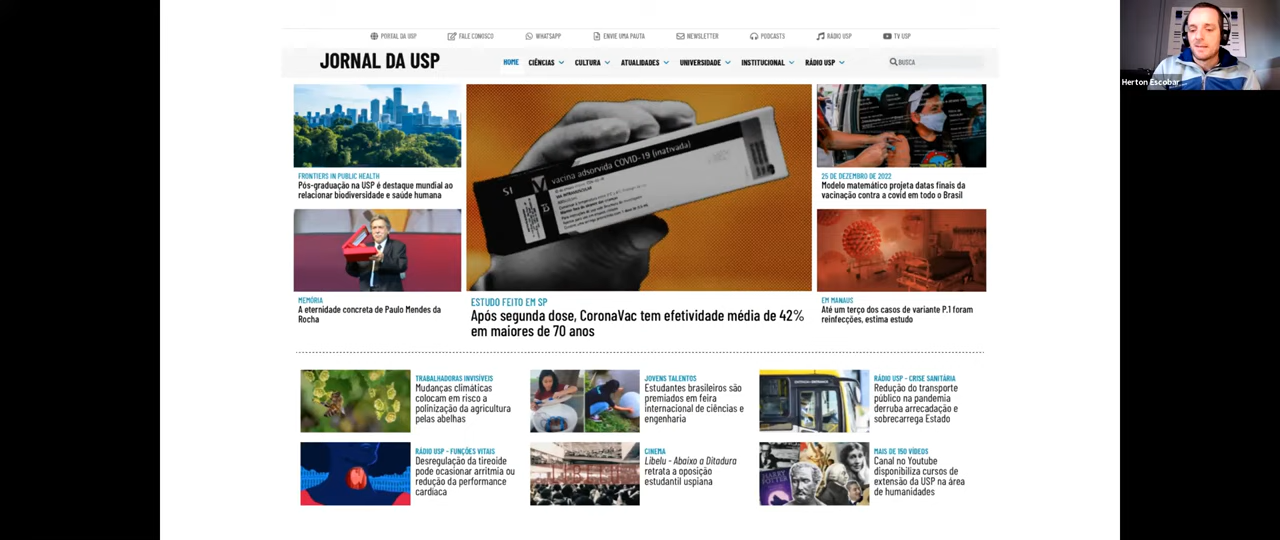 PORTAL DA USP
FALE CONOSCO
WHATSAPP
ENVIE UMA PAUTA
NEWSLETTER
PODCASTS
RÁDIO USP
TV USP
JORNAL DA USP
HOME
CIÊNCIAS
CULTURA
ATUALIDADES
UNIVERSIDADE
INSTITUCIONAL
RÁDIO USP
BUSCA
Herton Escobar...
FRONTIERS IN PUBLIC HEALTH
Pós-graduação na USP é destaque mundial ao
relacionar biodiversidade e saúde humana
MEMÓRIA
A eternidade concreta de Paulo Mendes da
Rocha
vacina adsorvida COVID-19 (inativada)
ESTUDO FEITO EM SP
Após segunda dose, CoronaVac tem efetividade média de 42%
em maiores de 70 anos
25 DE DEZEMBRO DE 2022
Modelo matemático projeta datas finais da
vacinação contra a covid em todo o Brasil
EM MANAUS
Até um terço dos casos de variante P.1 foram
reinfecções, estima estudo
TRABALHADORAS INVISÍVEIS
Mudanças climáticas
colocam em risco a
polinização da agricultura
pelas abelhas
JOVENS TALENTOS
Estudantes brasileiros são
premiados em feira
internacional de ciências e
engenharia
RÁDIO USP - CRISE SANITÁRIA
Redução do transporte
público na pandemia
derruba arrecadação e
sobrecarrega Estado
RÁDIO USP - FUNÇÕES VITAIS
Desregulação da tireoide
pode ocasionar arritmia ou
redução da performance
cardíaca
CINEMA
Libelu - Abaixo a Ditadura
retrata a oposição
estudantil uspiana
HARRY
POTTER
MAIS DE 150 VÍDEOS
Canal no Youtube
disponibiliza cursos de
extensão da USP na área
de humanidades